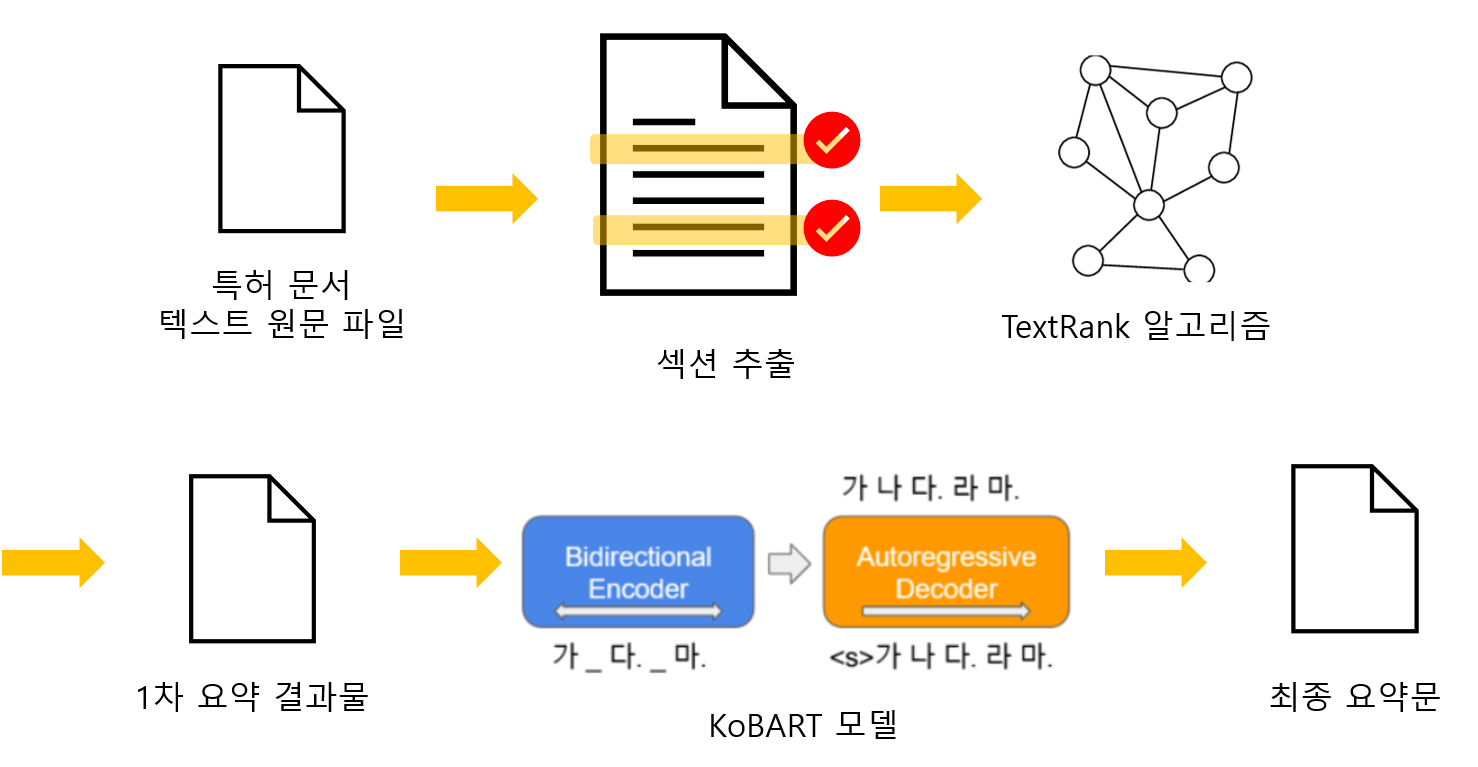 특허 문서
텍스트 원문 파일
섹션 추출
TextRank 알고리즘
1차 요약 결과물
가 나 다. 라 마.
Bidirectional
Encoder
가 _ 다. _ 마.
Autoregressive
Decoder
<s>가 나 다. 라 마.
KoBART 모델
최종 요약문